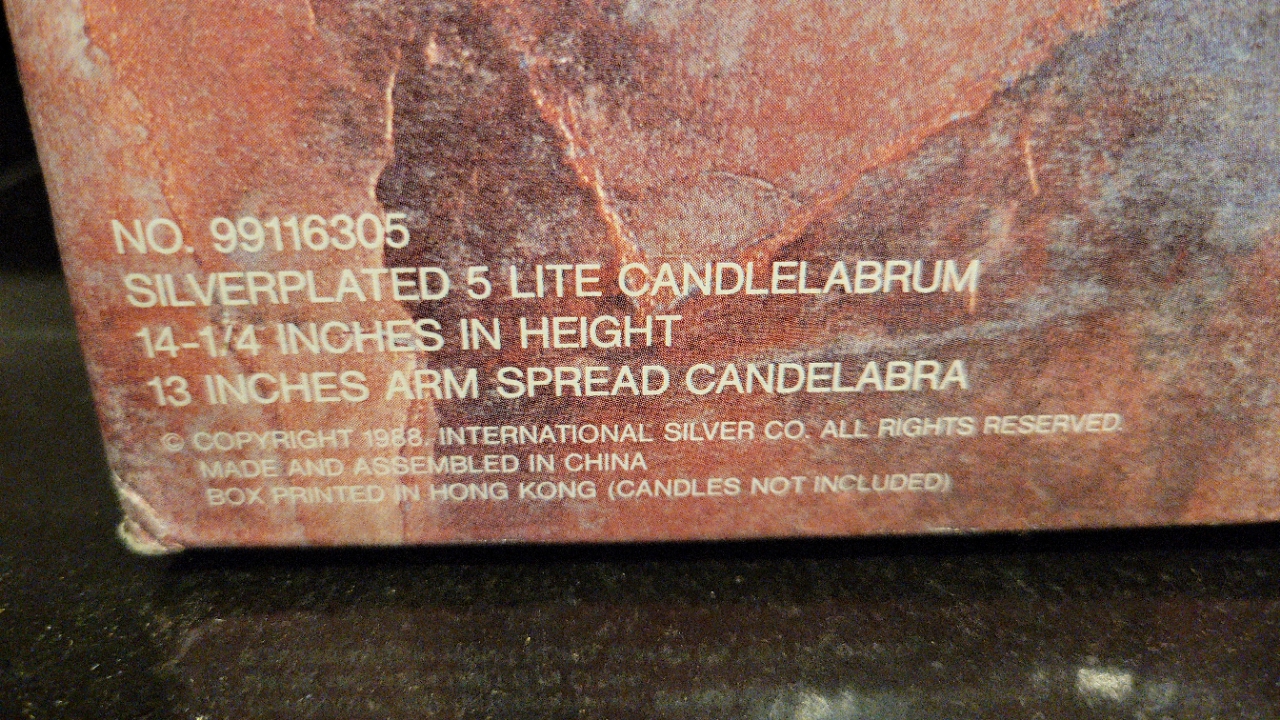 NO. 99116305
SILVERPLATED 5 LITE CANDLELABRUM
14-1/4 INCHES IN HEIGHT
13 INCHES ARM SPREAD CANDELABRA
© COPYRIGHT 1988, INTERNATIONAL SILVER CO. ALL RIGHTS RESERVED.
MADE AND ASSEMBLED IN CHINA
BOX PRINTED IN HONG KONG (CANDLES NOT INCLUDED)